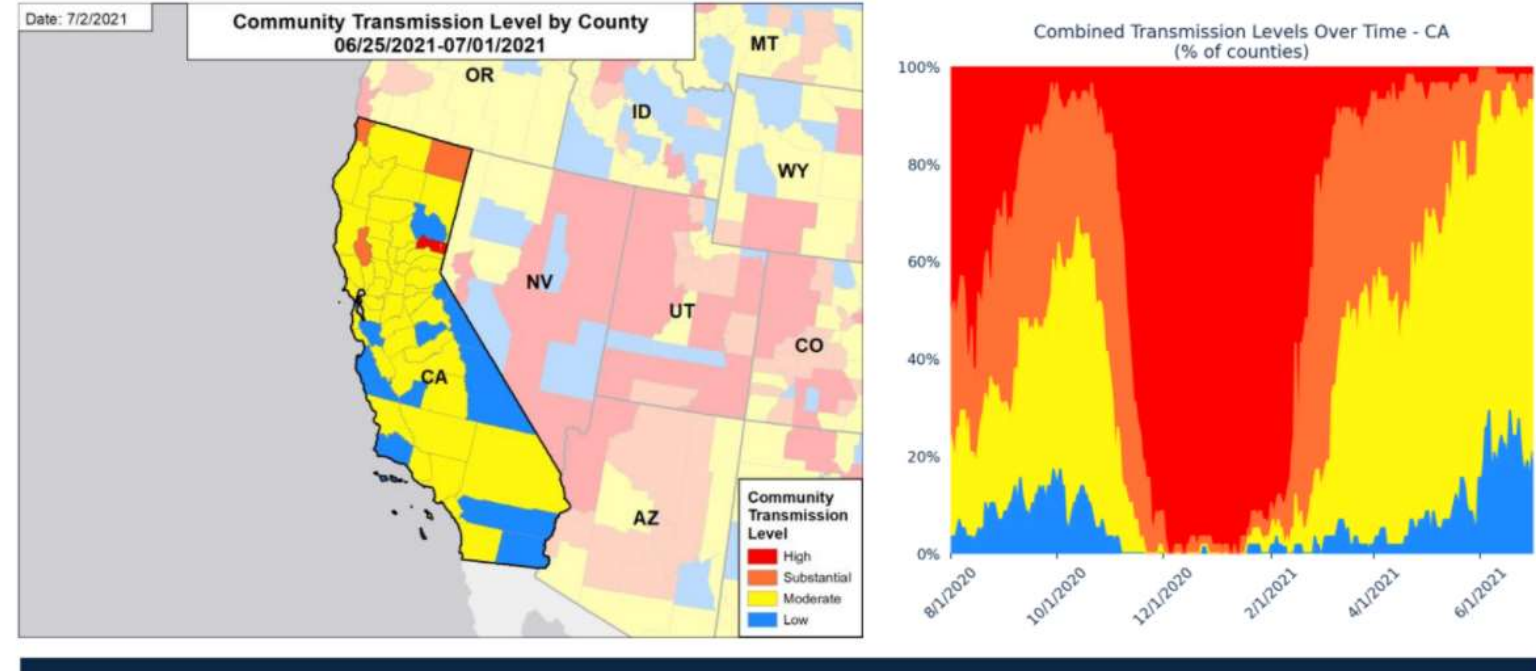 Date: 7/2/2021
Community Transmission Level by County
06/25/2021-07/01/2021
MT
OR
ID
WY
NV
UT
CO
CA
AZ
Community
Transmission
Level
High
Substantial
Moderate
Low
Combined Transmission Levels Over Time - CA
(% of counties)
100%
80%
60%
40%
20%
0%
8/1/2020
10/1/2020
12/1/2020
2/1/2021
4/1/2021
6/1/2021